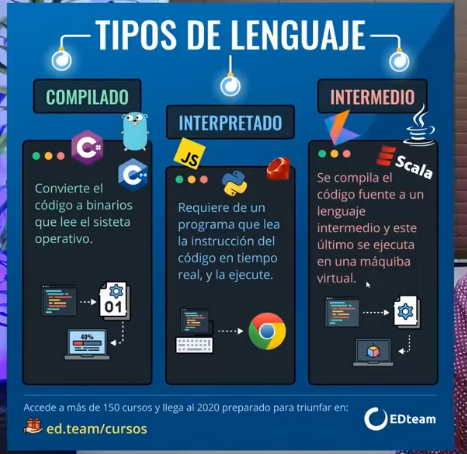 TIPOS DE LENGUAJE
COMPILADO
Convierte el
código a binarios
que lee el sisteta
operativo.
01
40%
INTERPRETADO
JS
Requiere de un
programa que lea
la instrucción del
código en tiempo
real, y la ejecute.
INTERMEDIO
Scala
Se compila el
código fuente a un
lenguaje
intermedio y este
último se ejecuta
en una máquiba
virtual.
Accede a más de 150 cursos y llega al 2020 preparado para triunfar en:
ed.team/cursos
EDteam